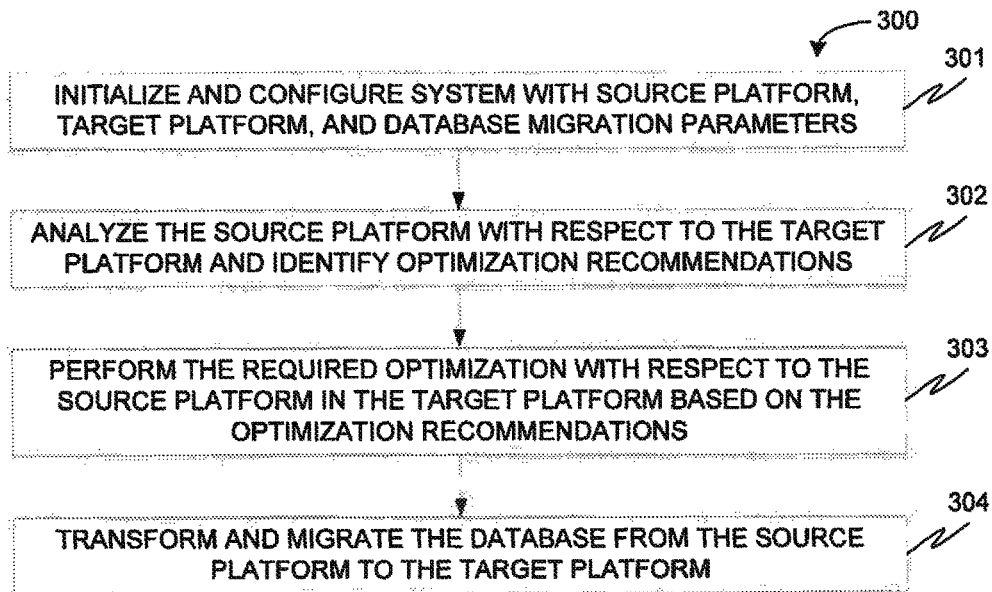 300
301
INITIALIZE AND CONFIGURE SYSTEM WITH SOURCE PLATFORM,
TARGET PLATFORM, AND DATABASE MIGRATION PARAMETERS
302
ANALYZE THE SOURCE PLATFORM WITH RESPECT TO THE TARGET
PLATFORM AND IDENTIFY OPTIMIZATION RECOMMENDATIONS
303
PERFORM THE REQUIRED OPTIMIZATION WITH RESPECT TO THE
SOURCE PLATFORM IN THE TARGET PLATFORM BASED ON THE
OPTIMIZATION RECOMMENDATIONS
304
TRANSFORM AND MIGRATE THE DATABASE FROM THE SOURCE
PLATFORM TO THE TARGET PLATFORM